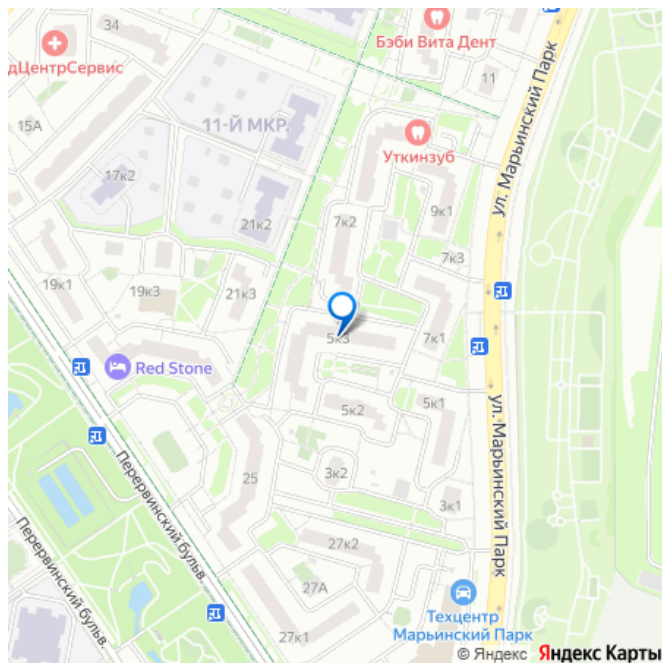 34
Бэби Вита Дент
дЦентрСервис
11
15А
11-Й МКР.
Уткинзуб
ул. Марьинский Парк
17к2
21к2
7к2
9к1
7к3
19к1
19к3
21к3
5к3
7к1
Red Stone
5к2
5к1
ул. Марьинский Парк
25
3к2
3к1
Перервинский бульв.
Перервинский бульв.
27к2
27А
Техцентр
Марьинский Парк
27к1
© Яндекс Яндекс Карты